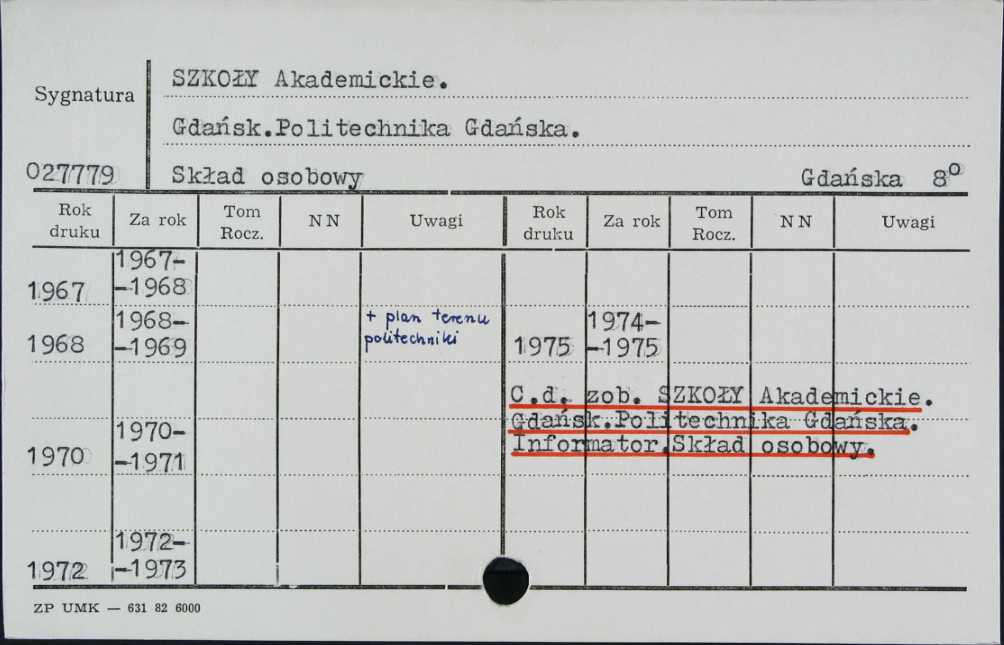 SZKOŁY Akademickie.
Sygnatura
Gdańsk.Politechnika Gdańska.
027779 Skład osobowy Gdańska 8o
Rok druku Za rok Tom Rocz. NN Uwagi Rok druku Za rok Tom Rocz. NN Uwagi
1967 1967-
-1968
1968 1968-
-1969 + plan terenu
politechniki 1975 1974-
-1975
C.d. zob. SZKOŁY Akademickie.
Gdańsk.Politechnika Gdańska.
Informator.Skład osobowy.
1970 1970-
-1971
1972 1972-
-1973
ZP UMK — 631 82 6000